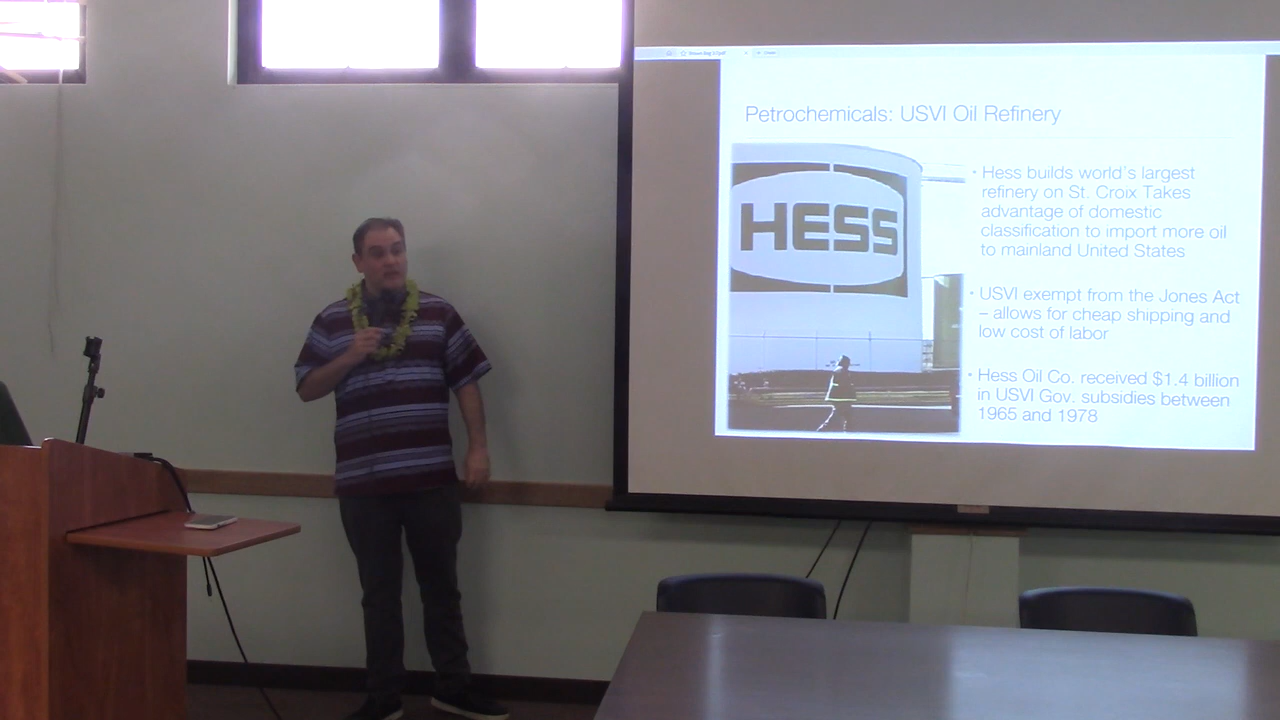 Petrochemicals: USVI Oil Refinery
HESS
• Hess builds world's largest
refinery on St. Croix Takes
advantage of domestic
classification to import more oil
to mainland United States
• USVI exempt from the Jones Act
– allows for cheap shipping and
low cost of labor
• Hess Oil Co. received $1.4 billion
in USVI Gov. subsidies between
1965 and 1978